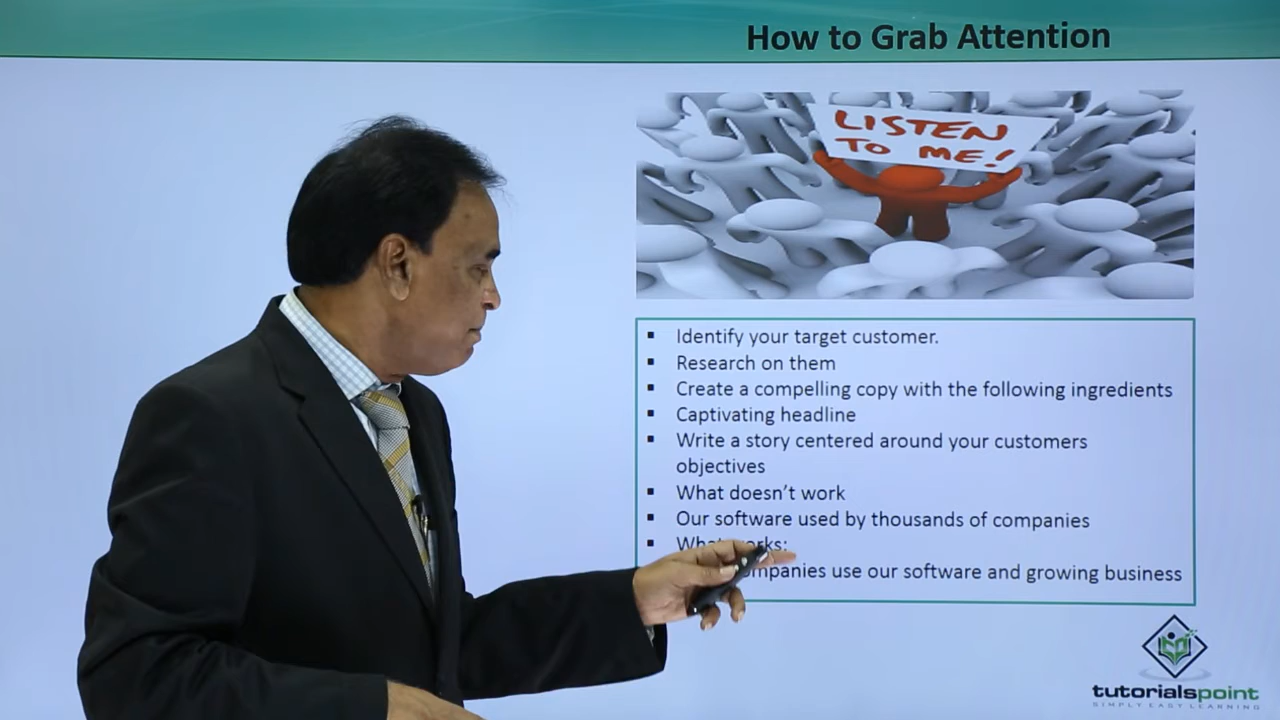 How to Grab Attention
LISTEN
TO ME!
▪ Identify your target customer.
▪ Research on them
▪ Create a compelling copy with the following ingredients
▪ Captivating headline
▪ Write a story centered around your customers
objectives
▪ What doesn't work
▪ Our software used by thousands of companies
▪ What works:
companies use our software and growing business
tutorialspoint
SIMPLY EASY LEARNING